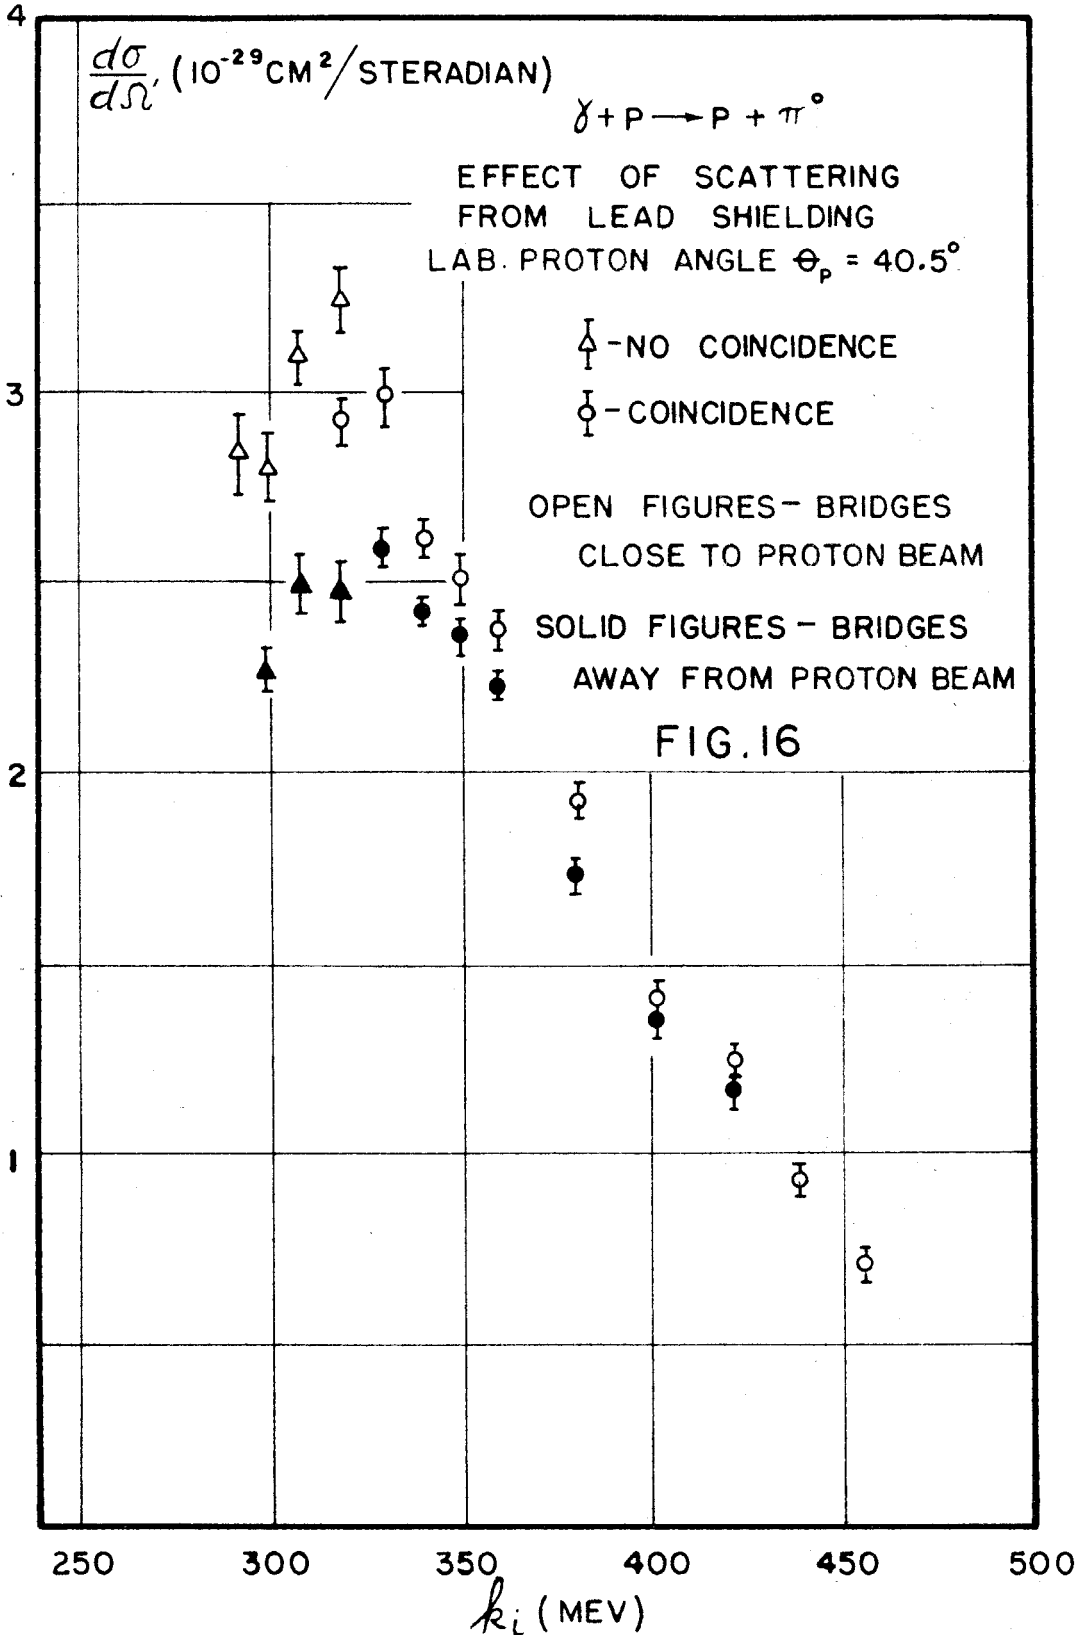 4
dσ/dΩ', (10⁻²⁹CM²/STERADIAN)
γ + P → P + π°
EFFECT OF SCATTERING
FROM LEAD SHIELDING
LAB. PROTON ANGLE θₚ = 40.5°
-NO COINCIDENCE
3
-COINCIDENCE
OPEN FIGURES - BRIDGES
CLOSE TO PROTON BEAM
SOLID FIGURES - BRIDGES
AWAY FROM PROTON BEAM
FIG. 16
2
1
250 300 350 400 450 500
kᵢ (MEV)